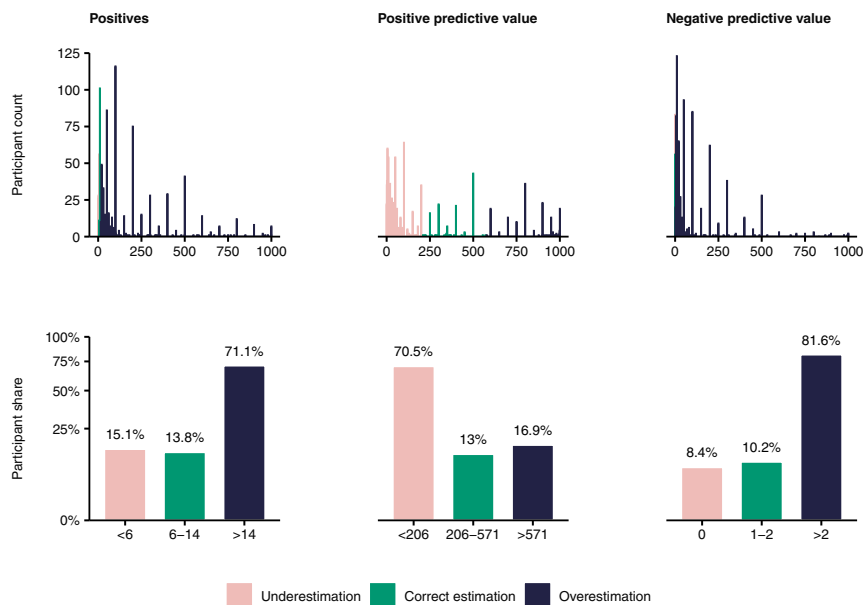 Positives Positive predictive value Negative predictive value
125
100
75
50
25
0
Participant count
0 250 500 750 1000 0 250 500 750 1000 0 250 500 750 1000
100%
75%
50%
25%
0%
Participant share
15.1% 13.8% 71.1% 70.5% 13% 16.9% 8.4% 10.2% 81.6%
<6 6–14 >14 <206 206–571 >571 0 1–2 >2
Underestimation Correct estimation Overestimation